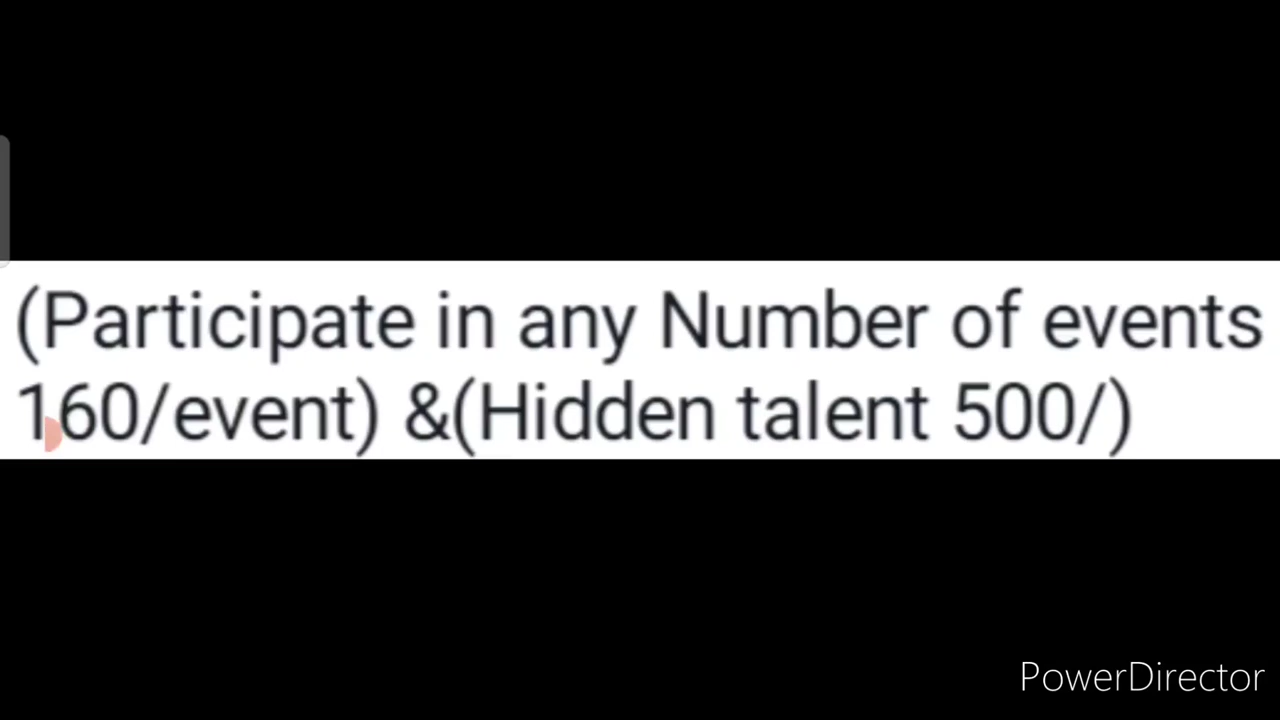 (Participate in any Number of events
160/event) &(Hidden talent 500/)
PowerDirector